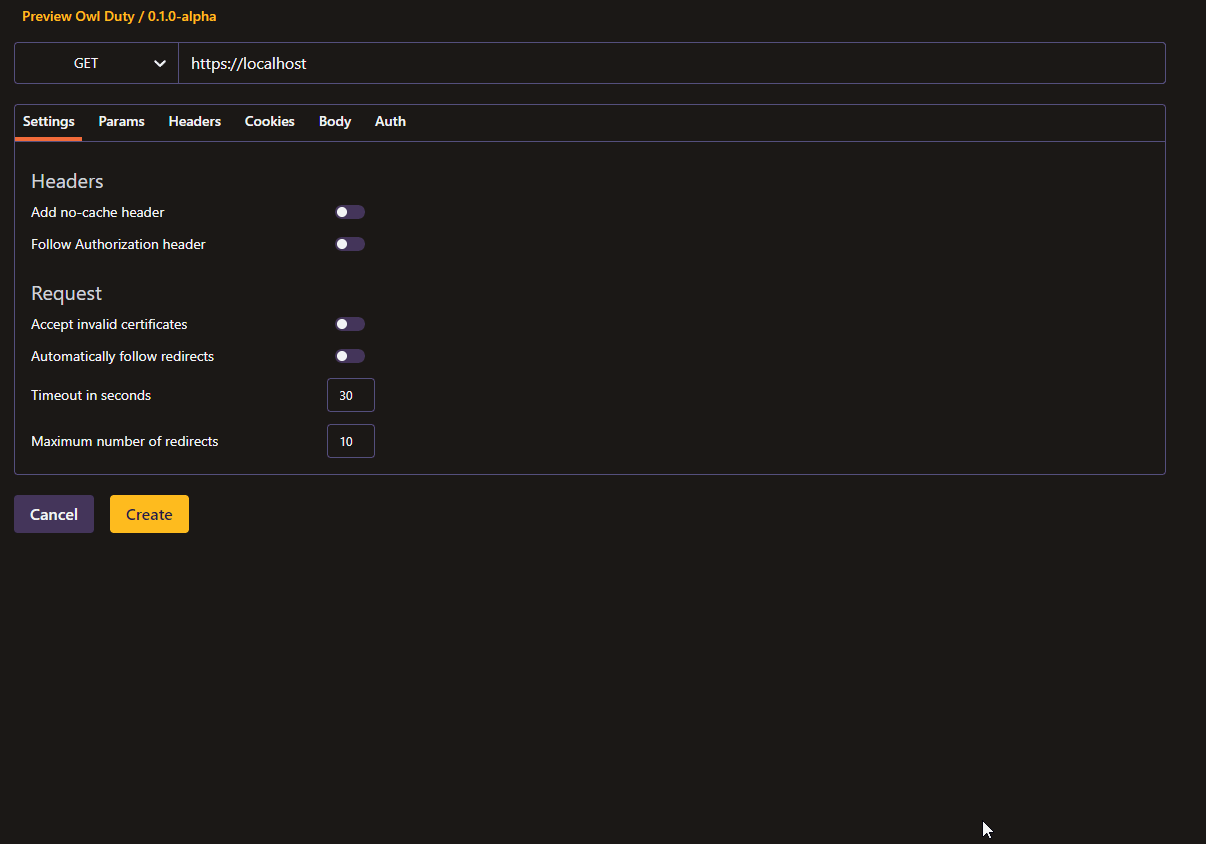 Preview Owl Duty / 0.1.0-alpha
GET https://localhost
Settings Params Headers Cookies Body Auth
Headers
Add no-cache header
Follow Authorization header
Request
Accept invalid certificates
Automatically follow redirects
Timeout in seconds 30
Maximum number of redirects 10
Cancel Create